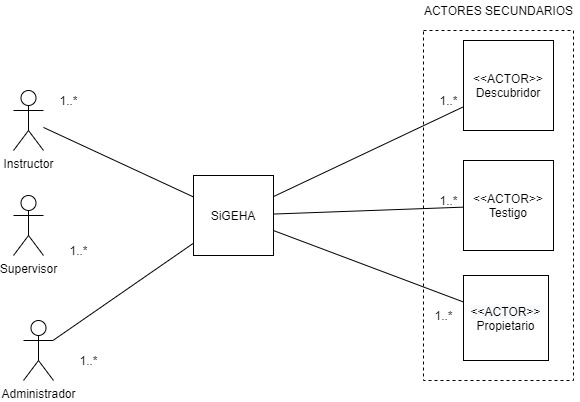 ACTORES SECUNDARIOS
<<ACTOR>>
Descubridor
1..*
1..*
Instructor
SiGEHA
<<ACTOR>>
Testigo
1..*
Supervisor
1..*
<<ACTOR>>
Propietario
1..*
Administrador
1..*